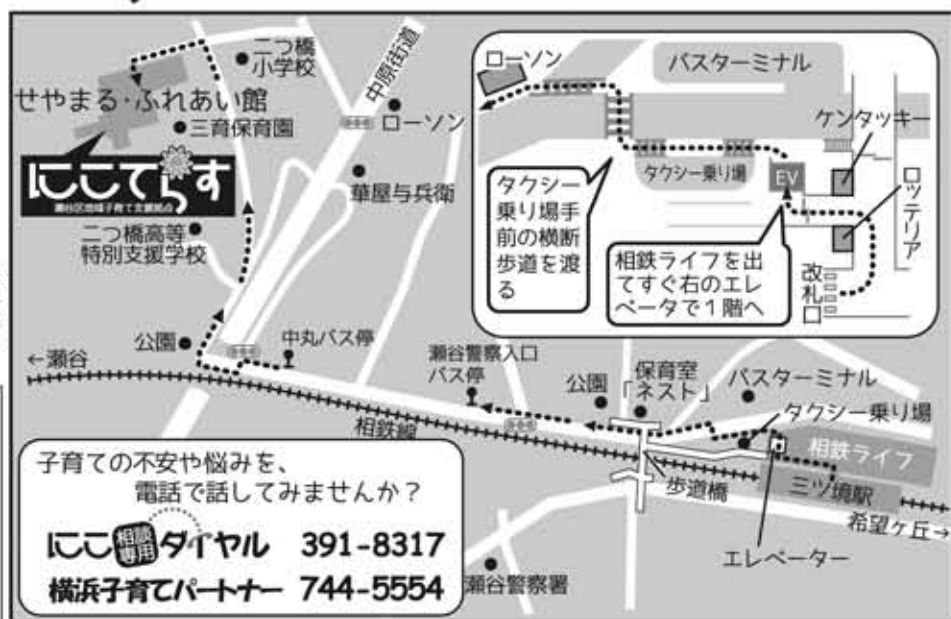 二つ橋
小学校
中原街道
せやまる・ふれあい館
三育保育園
ローソン
にこてらす
瀬谷区地域子育て支援拠点
華屋与兵衛
二つ橋高等
特別支援学校
公園
中丸バス停
←瀬谷
瀬谷警察入口
バス停
公園
保育室
「ネスト」
バスターミナル
タクシー乗り場
相鉄線
相鉄ライフ
歩道橋
三ツ境駅
希望ケ丘→
エレベーター
瀬谷警察署
ローソン
バスターミナル
ケンタッキー
タクシー乗り場
EV
ロッテリア
タクシー
乗り場手
前の横断
歩道を渡
る
相鉄ライフを出
てすぐ右のエレ
ベータで1階へ
改札口
子育ての不安や悩みを、
電話で話してみませんか?
にこ相談専用ダイヤル 391-8317
横浜子育てパートナー 744-5554